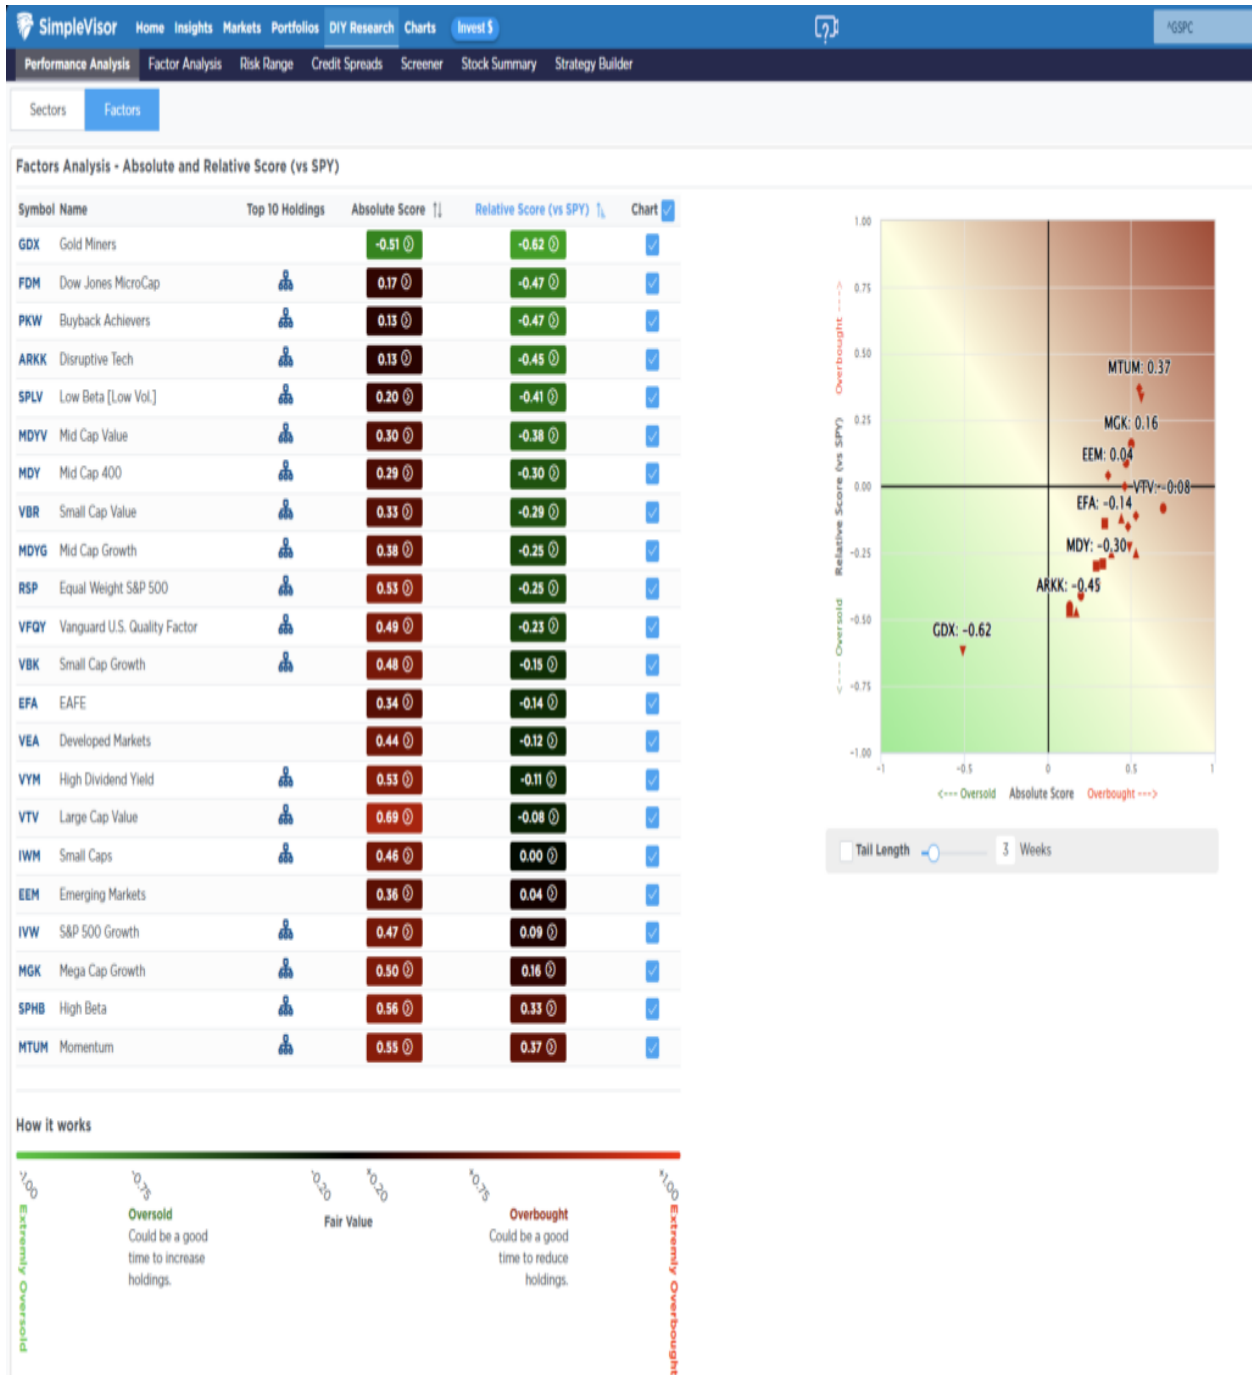 SimpleVisor Home Insights Markets Portfolios DIY Research Charts Invest $ ^GSPC
Performance Analysis Factor Analysis Risk Range Credit Spreads Screener Stock Summary Strategy Builder
Sectors Factors
Factors Analysis - Absolute and Relative Score (vs SPY)
Symbol Name Top 10 Holdings Absolute Score Relative Score (vs SPY) Chart
GDX Gold Miners -0.51 -0.62
FDM Dow Jones MicroCap 0.17 -0.47
PKW Buyback Achievers 0.13 -0.47
ARKK Disruptive Tech 0.13 -0.45
SPLV Low Beta [Low Vol.] 0.20 -0.41
MDYV Mid Cap Value 0.30 -0.38
MDY Mid Cap 400 0.29 -0.30
VBR Small Cap Value 0.33 -0.29
MDYG Mid Cap Growth 0.38 -0.25
RSP Equal Weight S&P 500 0.53 -0.25
VFQY Vanguard U.S. Quality Factor 0.49 -0.23
VBK Small Cap Growth 0.48 -0.15
EFA EAFE 0.34 -0.14
VEA Developed Markets 0.44 -0.12
VYM High Dividend Yield 0.53 -0.11
VTV Large Cap Value 0.69 -0.08
IWM Small Caps 0.46 0.00
EEM Emerging Markets 0.36 0.04
IVW S&P 500 Growth 0.47 0.09
MGK Mega Cap Growth 0.50 0.16
SPHB High Beta 0.56 0.33
MTUM Momentum 0.55 0.37
1.00
0.75
0.50
0.25
0.00
-0.25
-0.50
-0.75
-1.00
<--- Oversold Relative Score (vs SPY) Overbought --->
MTUM: 0.37
MGK: 0.16
EEM: 0.04
VTV: -0.08
EFA: -0.14
MDY: -0.30
ARKK: -0.45
GDX: -0.62
-1 -0.5 0 0.5 1
<--- Oversold Absolute Score Overbought --->
Tail Length 3 Weeks
How it works
-1.00 -0.75 -0.20 +0.20 +0.75 +1.00
Extremly Oversold
Oversold
Could be a good
time to increase
holdings.
Fair Value
Overbought
Could be a good
time to reduce
holdings.
Extremly Overbought